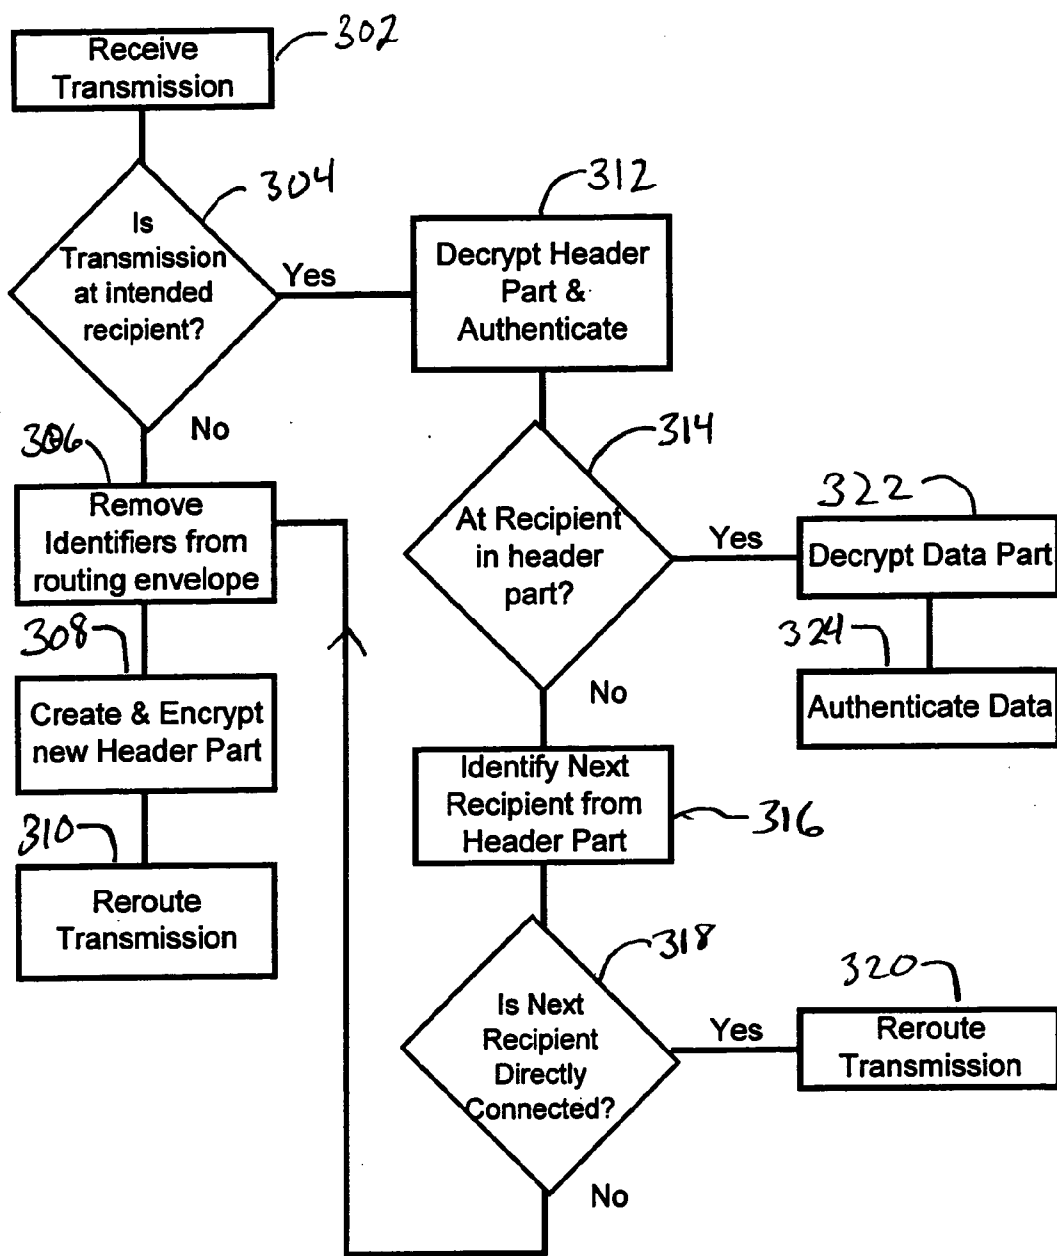 Receive
Transmission
302
Is
Transmission
at intended
recipient?
304
Yes
No
312
Decrypt Header
Part &
Authenticate
306
Remove
Identifiers from
routing envelope
308
Create & Encrypt
new Header Part
310
Reroute
Transmission
314
At Recipient
in header
part?
Yes
No
322
Decrypt Data Part
324
Authenticate Data
Identify Next
Recipient from
Header Part
316
318
Is Next
Recipient
Directly
Connected?
Yes
No
320
Reroute
Transmission